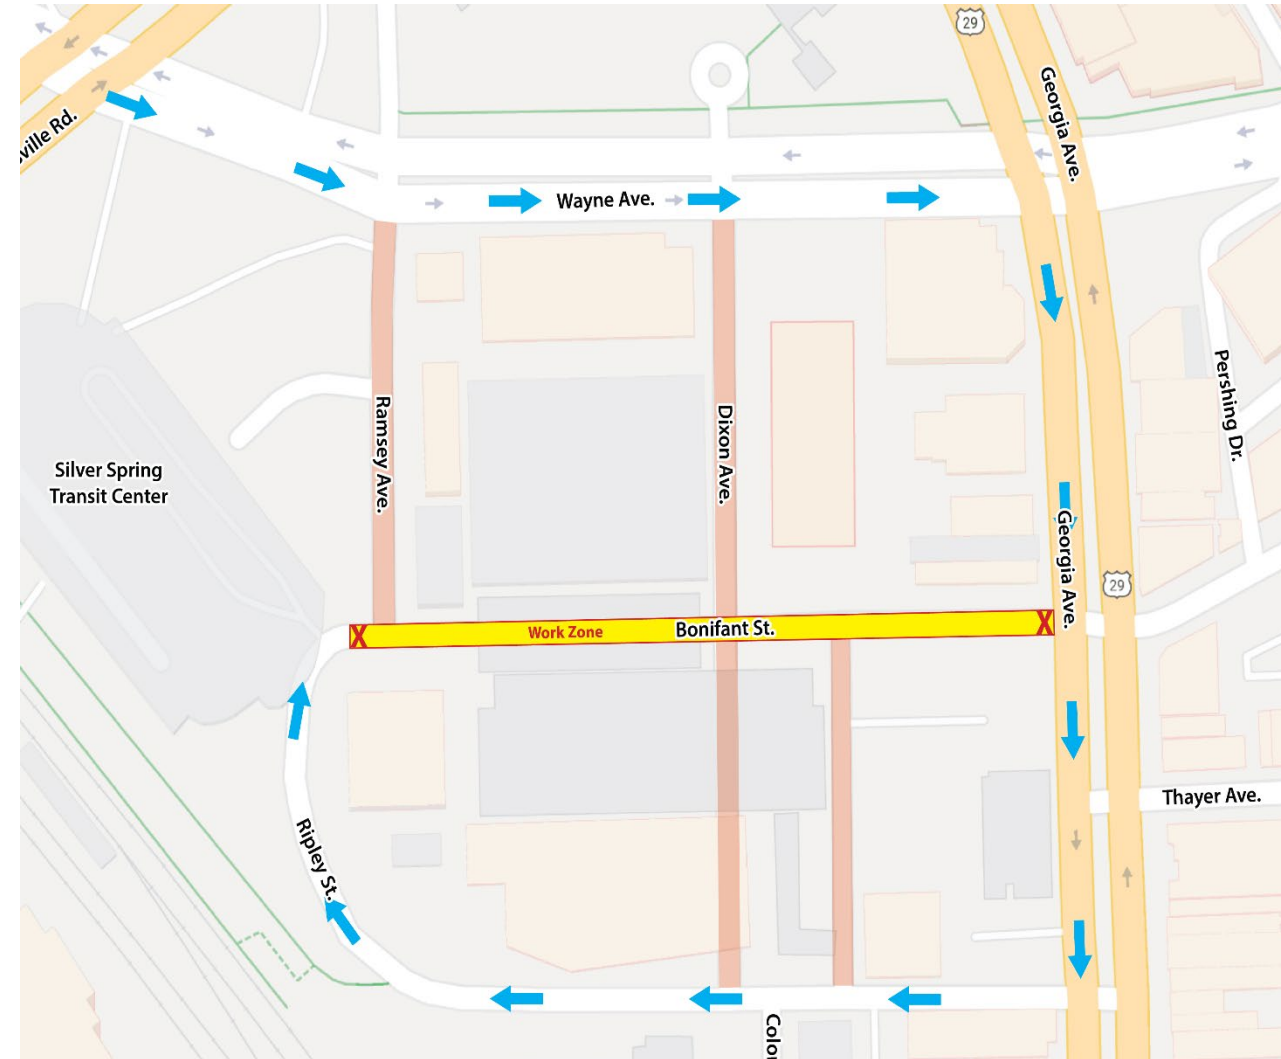 29
Georgia Ave.
ville Rd.
Wayne Ave.
Ramsey Ave.
Dixon Ave.
Pershing Dr.
Silver Spring
Transit Center
Georgia Ave.
29
X
Work Zone
Bonifant St.
X
Thayer Ave.
Ripley St.
Colo